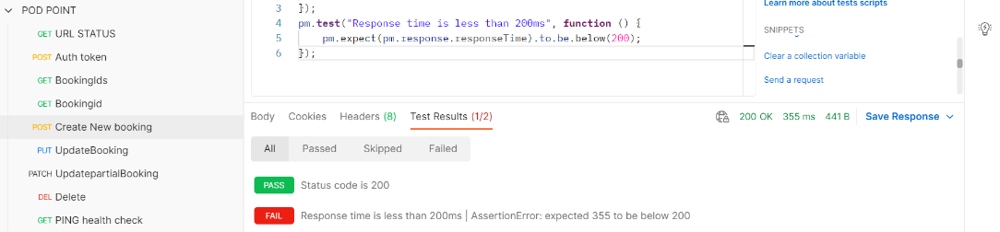 POD POINT
GET URL STATUS
POST Auth token
GET BookingIds
GET Bookingid
POST Create New booking
PUT UpdateBooking
PATCH UpdatepartialBooking
DEL Delete
GET PING health check
3 });
4 pm.test("Response time is less than 200ms", function () {
5 pm.expect(pm.response.responseTime).to.be.below(200);
6 });
Learn more about tests scripts
SNIPPETS
Clear a collection variable
Send a request
Body Cookies Headers (8) Test Results (1/2) 200 OK 355 ms 441 B Save Response
All Passed Skipped Failed
PASS Status code is 200
FAIL Response time is less than 200ms | AssertionError: expected 355 to be below 200